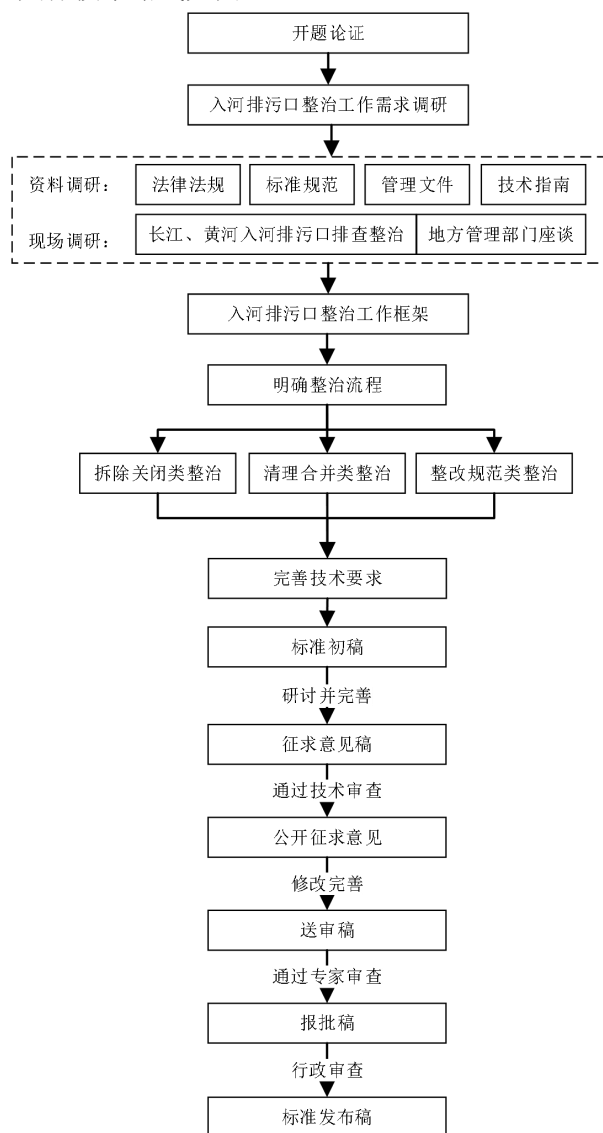 开题论证
入河排污口整治工作需求调研
资料调研： 法律法规 标准规范 管理文件 技术指南
现场调研： 长江、黄河入河排污口排查整治 地方管理部门座谈
入河排污口整治工作框架
明确整治流程
拆除关闭类整治 清理合并类整治 整改规范类整治
完善技术要求
标准初稿
研讨并完善
征求意见稿
通过技术审查
公开征求意见
修改完善
送审稿
通过专家审查
报批稿
行政审查
标准发布稿